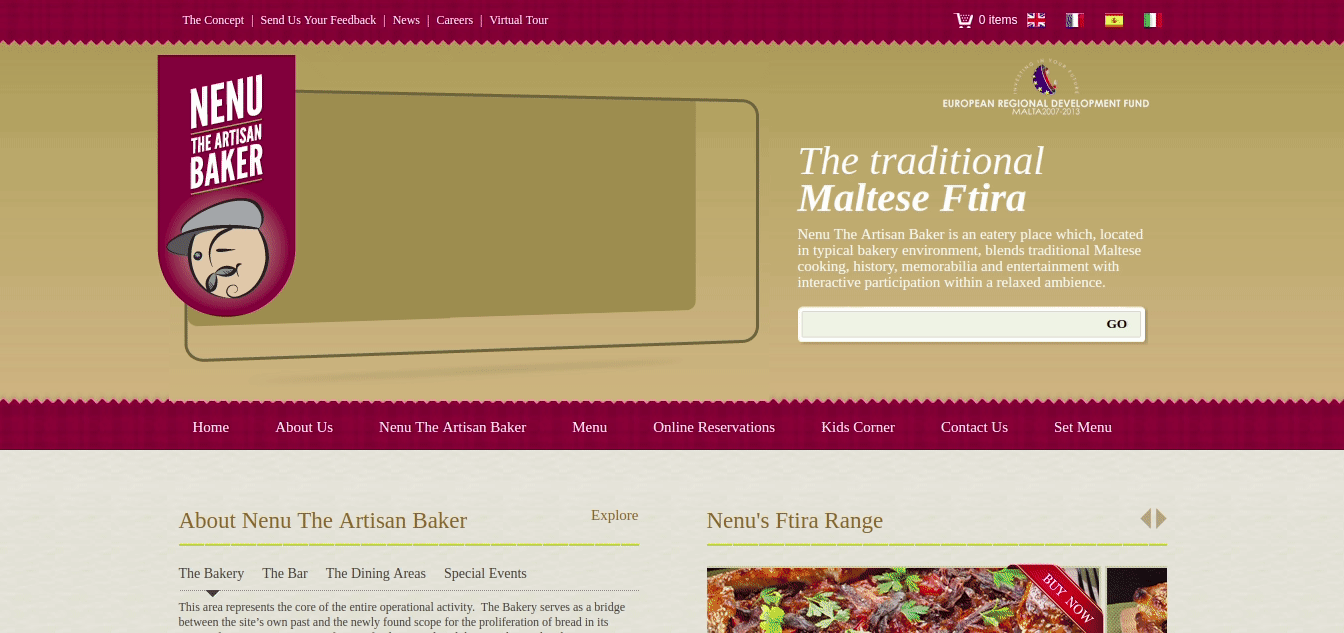 The Concept | Send Us Your Feedback | News | Careers | Virtual Tour
0 items
NENU
THE ARTISAN
BAKER
INVESTING IN YOUR FUTURE
EUROPEAN REGIONAL DEVELOPMENT FUND
MALTA 2007-2013
The traditional
Maltese Ftira
Nenu The Artisan Baker is an eatery place which, located
in typical bakery environment, blends traditional Maltese
cooking, history, memorabilia and entertainment with
interactive participation within a relaxed ambience.
GO
Home About Us Nenu The Artisan Baker Menu Online Reservations Kids Corner Contact Us Set Menu
About Nenu The Artisan Baker
Explore
The Bakery The Bar The Dining Areas Special Events
This area represents the core of the entire operational activity.  The Bakery serves as a bridge
between the site's own past and the newly found scope for the proliferation of bread in its
Nenu's Ftira Range
BUY NOW